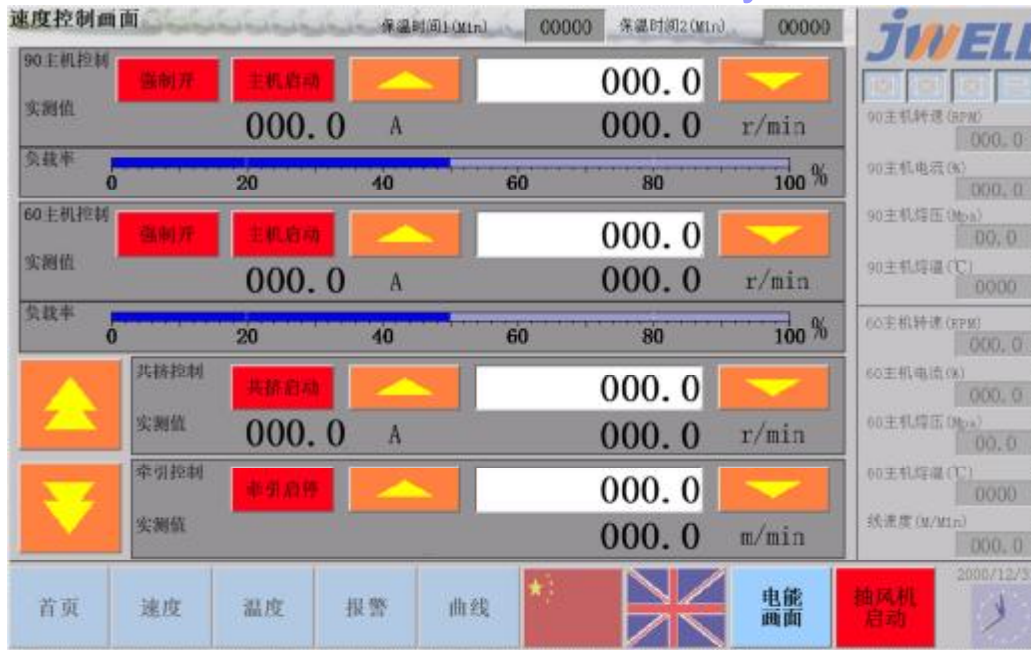 速度控制画面
保温时间1(Min) 00000 保温时间2(Min) 00000
JWELL
90主机控制 强制开 主机启动 000.0
实测值 000.0 A 000.0 r/min
负载率
0 20 40 60 80 100 %
60主机控制 强制开 主机启动 000.0
实测值 000.0 A 000.0 r/min
负载率
0 20 40 60 80 100 %
共挤控制 共挤启动 000.0
实测值 000.0 A 000.0 r/min
牵引控制 牵引启停 000.0
实测值 000.0 m/min
90主机转速(RPM)
000.0
90主机电流(%)
000.0
90主机熔压(Mpa)
00.0
90主机熔温(℃)
0000
60主机转速(RPM)
000.0
60主机电流(%)
000.0
60主机熔压(Mpa)
00.0
60主机熔温(℃)
0000
线速度(M/Min)
000.0
首页 速度 温度 报警 曲线
电能
画面
抽风机
启动
2000/12/3